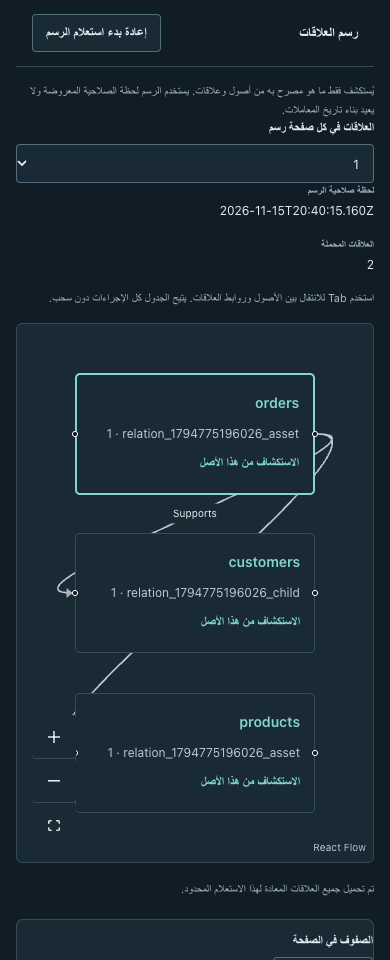 رسم العلاقات
إعادة بدء استعلام الرسم
يُستكشف فقط ما هو مصرح به من أصول وعلاقات. يستخدم الرسم لحظة الصلاحية المعروضة ولا
يعيد بناء تاريخ المعاملات.
العلاقات في كل صفحة رسم
1
لحظة صلاحية الرسم
2026-11-15T20:40:15.160Z
العلاقات المحملة
2
استخدم Tab للانتقال بين الأصول وروابط العلاقات. يتيح الجدول كل الإجراءات دون سحب.
orders
1 · relation_1794775196026_asset
الاستكشاف من هذا الأصل
Supports
customers
1 · relation_1794775196026_child
الاستكشاف من هذا الأصل
products
1 · relation_1794775196026_asset
الاستكشاف من هذا الأصل
React Flow
تم تحميل جميع العلاقات المعادة لهذا الاستعلام المحدود.
الصفوف في الصفحة